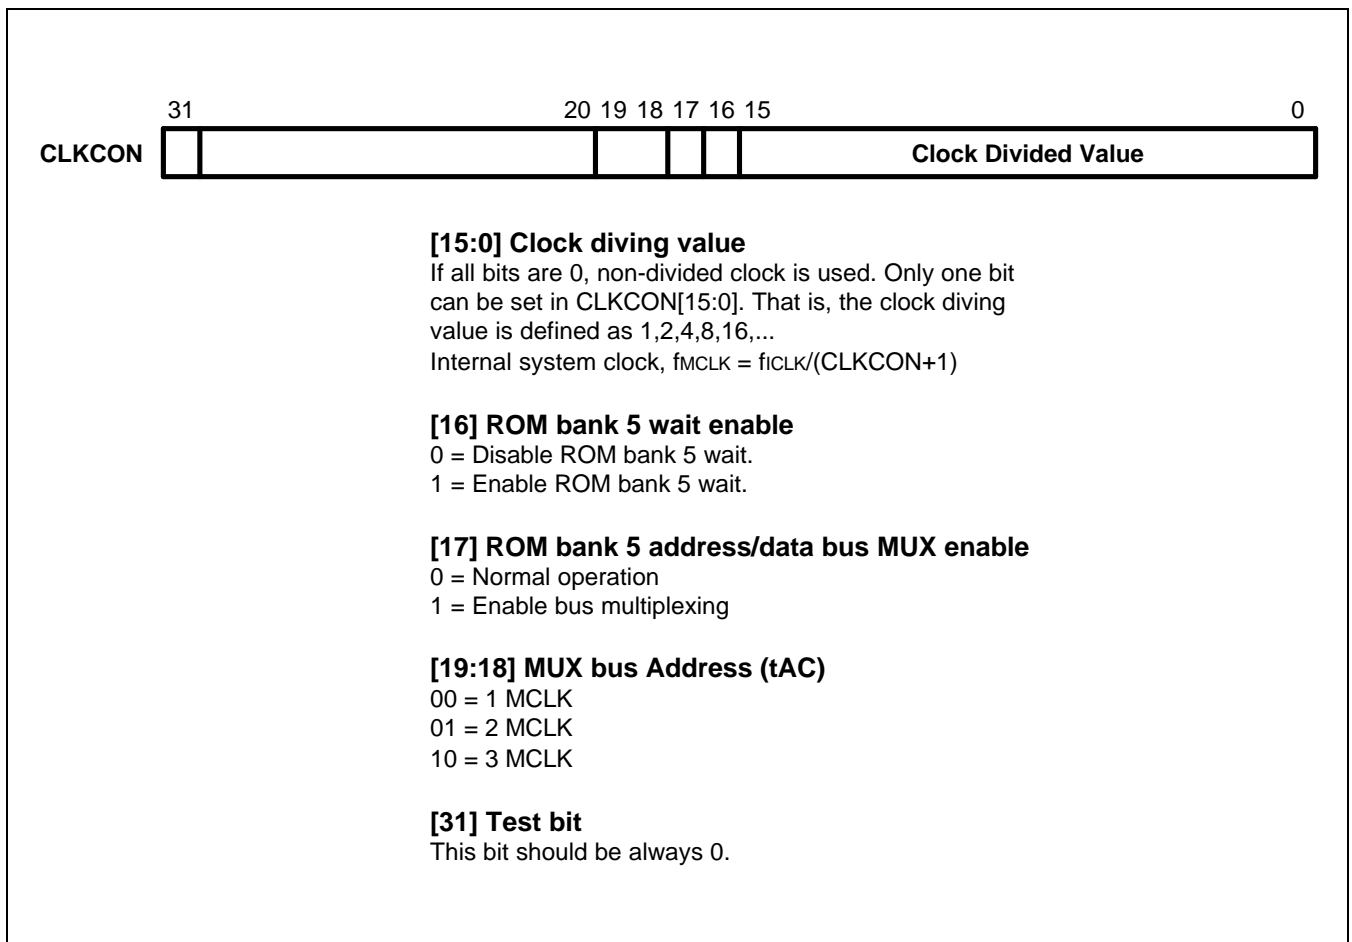 31 20 19 18 17 16 15 0
CLKCON Clock Divided Value
[15:0] Clock diving value
If all bits are 0, non-divided clock is used. Only one bit
can be set in CLKCON[15:0]. That is, the clock diving
value is defined as 1,2,4,8,16,...
Internal system clock, fMCLK = fICLK/(CLKCON+1)
[16] ROM bank 5 wait enable
0 = Disable ROM bank 5 wait.
1 = Enable ROM bank 5 wait.
[17] ROM bank 5 address/data bus MUX enable
0 = Normal operation
1 = Enable bus multiplexing
[19:18] MUX bus Address (tAC)
00 = 1 MCLK
01 = 2 MCLK
10 = 3 MCLK
[31] Test bit
This bit should be always 0.